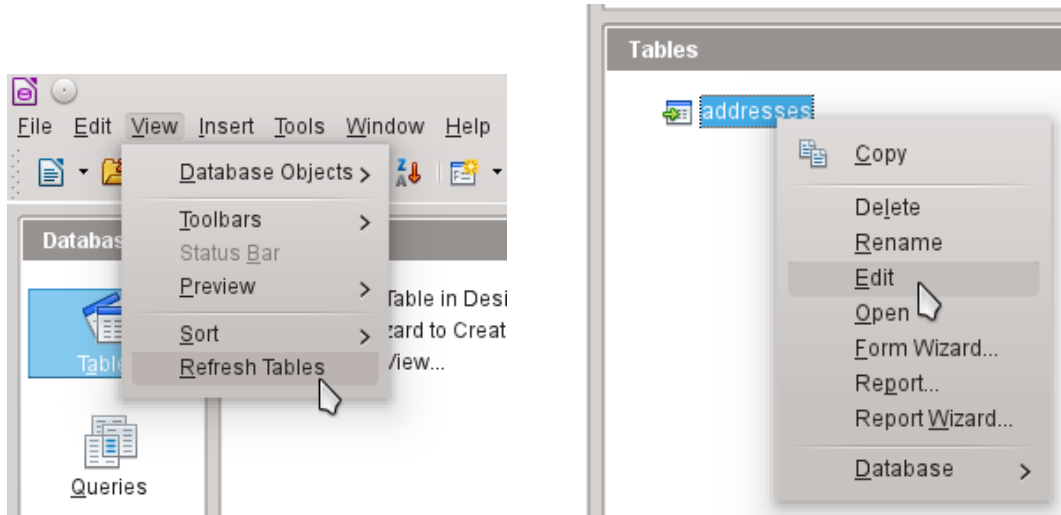 File Edit View Insert Tools Window Help
Database Objects
Toolbars
Status Bar
Preview
Sort
Refresh Tables
Databas
Table in Desi
zard to Creat
View...
Table
Queries
Tables
addresses
Copy
Delete
Rename
Edit
Open
Form Wizard...
Report...
Report Wizard...
Database